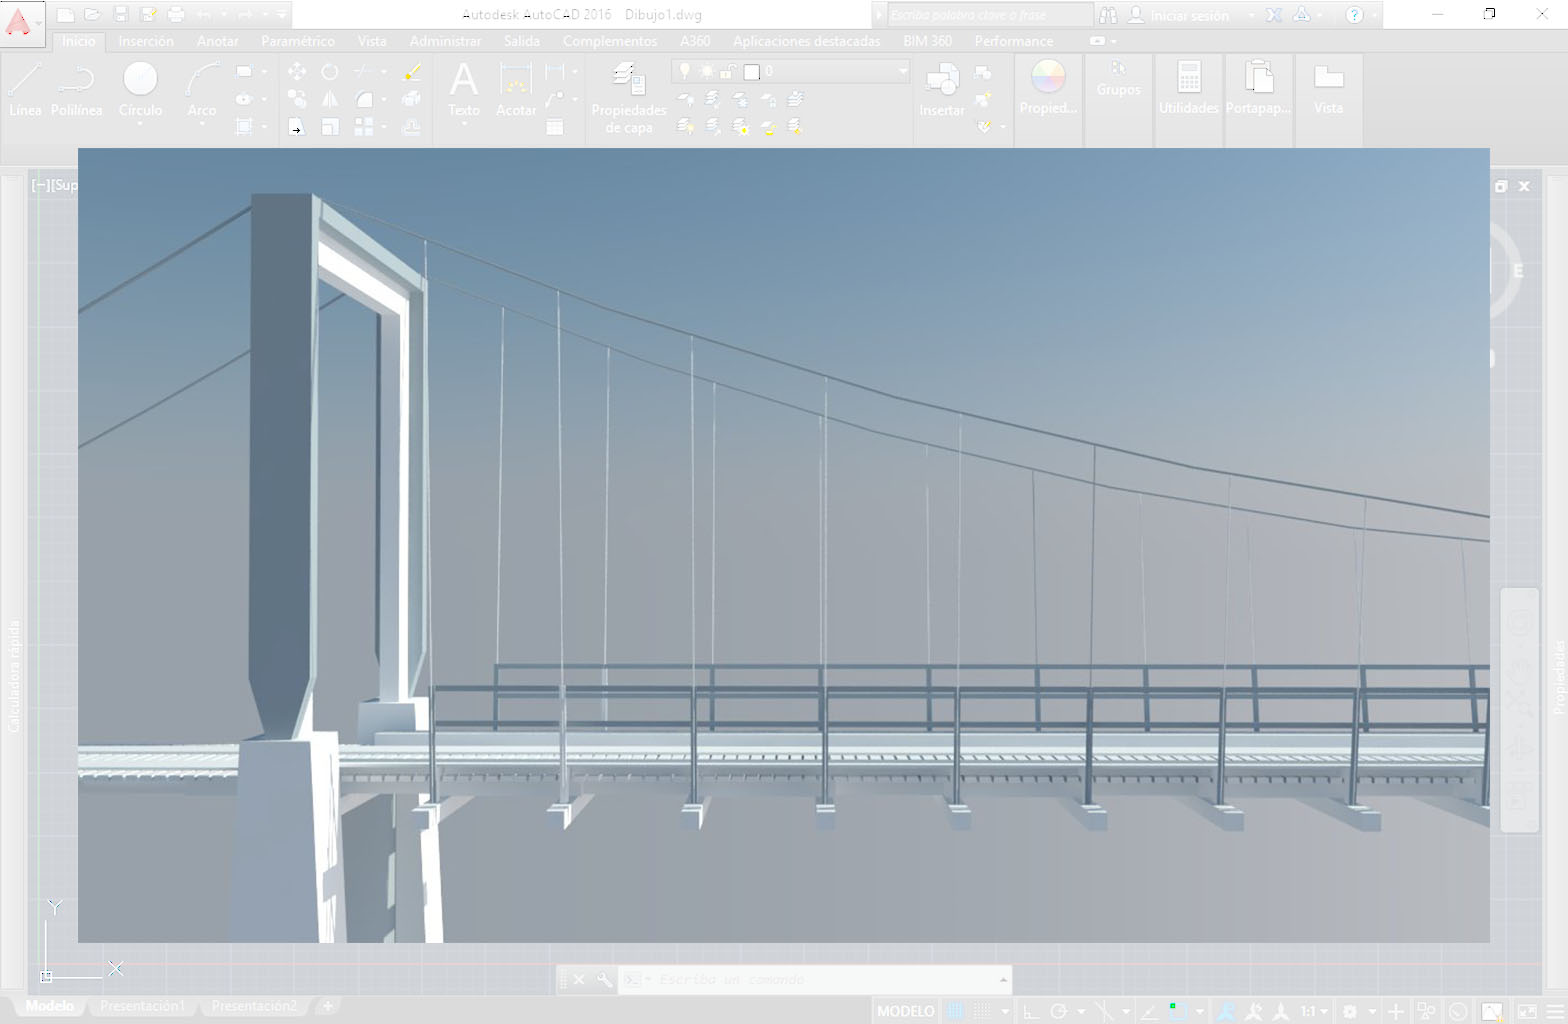 Autodesk AutoCAD 2016 Dibujo1.dwg
Escriba palabra clave o frase
Iniciar sesión
Inicio Inserción Anotar Paramétrico Vista Administrar Salida Complementos A360 Aplicaciones destacadas BIM 360 Performance
0
Línea Polilínea Círculo Arco
A
Texto Acotar
Propiedades
de capa
Insertar
Propied...
Grupos
Utilidades
Portapap...
Vista
[−][Sup
E
Calculadora rápida
Propiedades
Y
X
Escriba un comando
Modelo Presentación1 Presentación2 +
MODELO
1:1